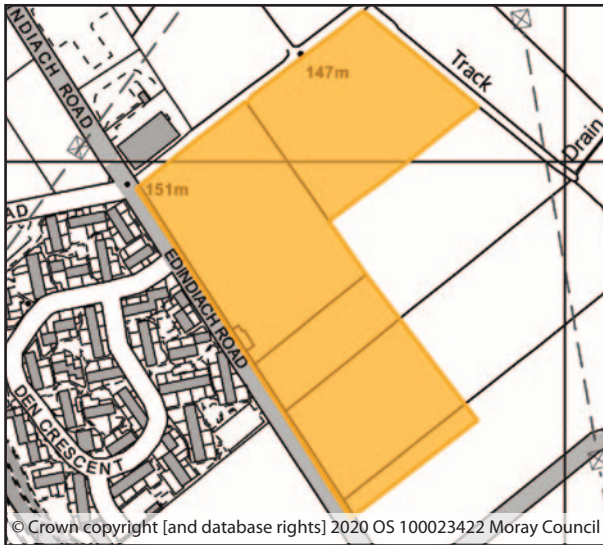 NDIACH ROAD
147m
Track
Drain
151m
AD
EDINDIACH ROAD
DEN CRESCENT
© Crown copyright [and database rights] 2020 OS 100023422 Moray Council